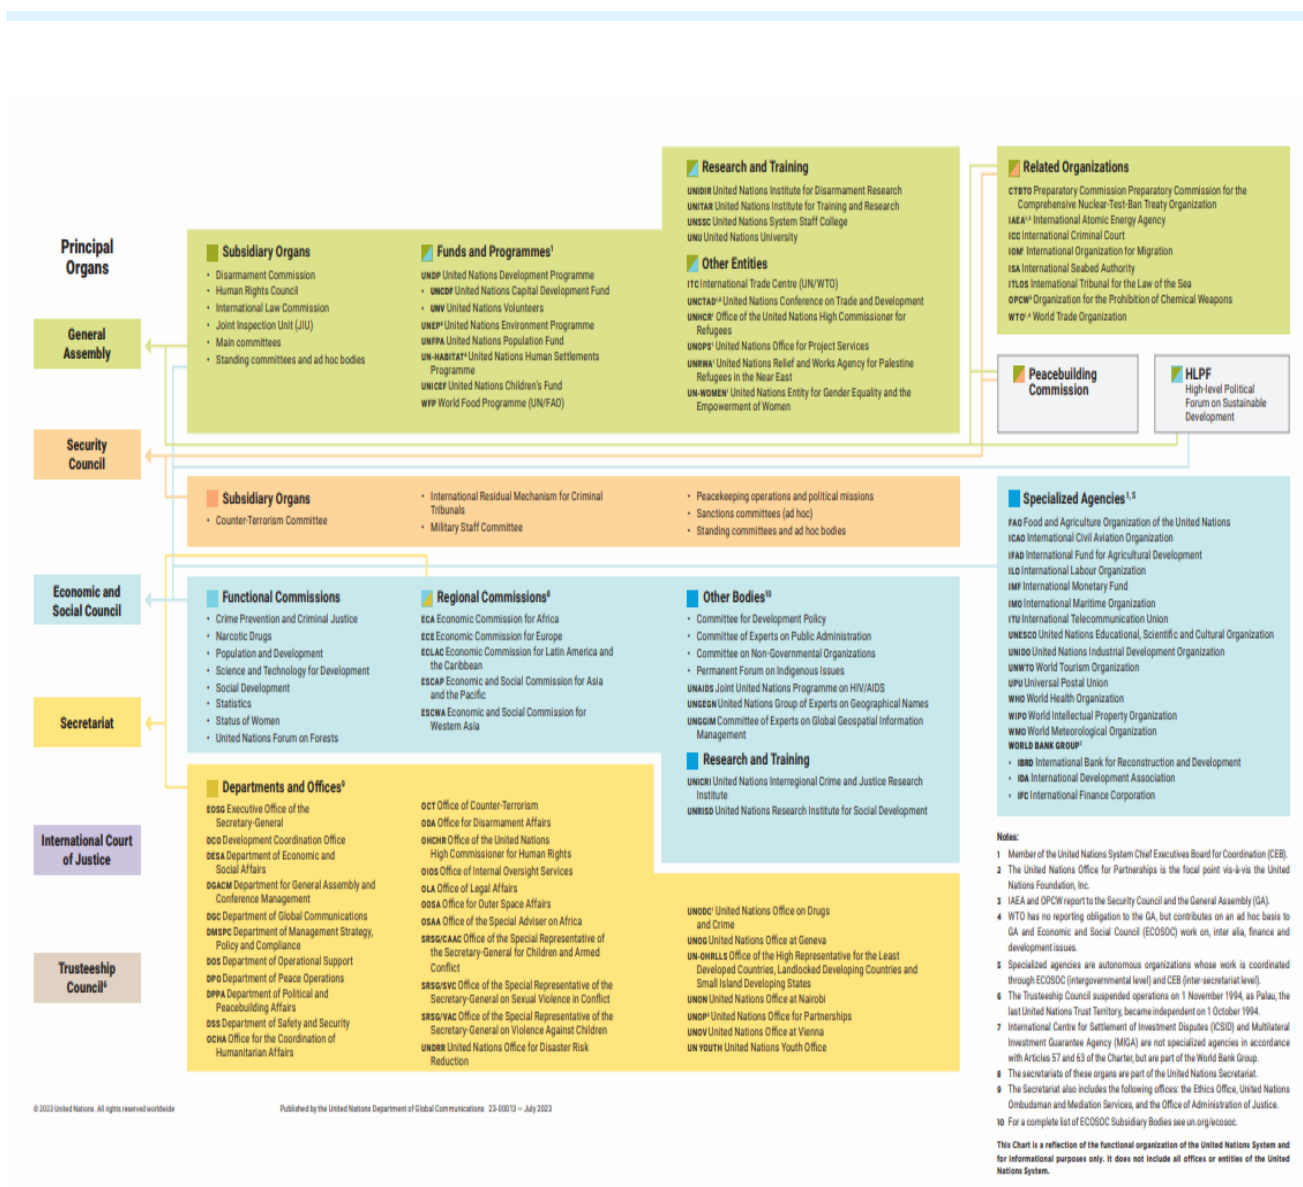 Principal
Organs
General
Assembly
Security
Council
Economic and
Social Council
Secretariat
International Court
of Justice
Trusteeship
Council⁶
Subsidiary Organs
• Disarmament Commission
• Human Rights Council
• International Law Commission
• Joint Inspection Unit (JIU)
• Main committees
• Standing committees and ad hoc bodies
Funds and Programmes¹
UNDP United Nations Development Programme
• UNCDF United Nations Capital Development Fund
• UNV United Nations Volunteers
UNEP⁸ United Nations Environment Programme
UNFPA United Nations Population Fund
UN-HABITAT⁸ United Nations Human Settlements
Programme
UNICEF United Nations Children's Fund
WFP World Food Programme (UN/FAO)
Research and Training
UNIDIR United Nations Institute for Disarmament Research
UNITAR United Nations Institute for Training and Research
UNSSC United Nations System Staff College
UNU United Nations University
Other Entities
ITC International Trade Centre (UN/WTO)
UNCTAD¹,⁸ United Nations Conference on Trade and Development
UNHCR¹ Office of the United Nations High Commissioner for
Refugees
UNOPS¹ United Nations Office for Project Services
UNRWA¹ United Nations Relief and Works Agency for Palestine
Refugees in the Near East
UN-WOMEN¹ United Nations Entity for Gender Equality and the
Empowerment of Women
Related Organizations
CTBTO Preparatory Commission Preparatory Commission for the
Comprehensive Nuclear-Test-Ban Treaty Organization
IAEA¹,³ International Atomic Energy Agency
ICC International Criminal Court
IOM¹ International Organization for Migration
ISA International Seabed Authority
ITLOS International Tribunal for the Law of the Sea
OPCW³ Organization for the Prohibition of Chemical Weapons
WTO¹,⁴ World Trade Organization
Peacebuilding
Commission
HLPF
High-level Political
Forum on Sustainable
Development
Subsidiary Organs
• Counter-Terrorism Committee
• International Residual Mechanism for Criminal
Tribunals
• Military Staff Committee
• Peacekeeping operations and political missions
• Sanctions committees (ad hoc)
• Standing committees and ad hoc bodies
Functional Commissions
• Crime Prevention and Criminal Justice
• Narcotic Drugs
• Population and Development
• Science and Technology for Development
• Social Development
• Statistics
• Status of Women
• United Nations Forum on Forests
Regional Commissions⁸
ECA Economic Commission for Africa
ECE Economic Commission for Europe
ECLAC Economic Commission for Latin America and
the Caribbean
ESCAP Economic and Social Commission for Asia
and the Pacific
ESCWA Economic and Social Commission for
Western Asia
Other Bodies¹⁰
• Committee for Development Policy
• Committee of Experts on Public Administration
• Committee on Non-Governmental Organizations
• Permanent Forum on Indigenous Issues
UNAIDS Joint United Nations Programme on HIV/AIDS
UNGEGN United Nations Group of Experts on Geographical Names
UNGGIM Committee of Experts on Global Geospatial Information
Management
Research and Training
UNICRI United Nations Interregional Crime and Justice Research
Institute
UNRISD United Nations Research Institute for Social Development
Specialized Agencies¹,⁵
FAO Food and Agriculture Organization of the United Nations
ICAO International Civil Aviation Organization
IFAD International Fund for Agricultural Development
ILO International Labour Organization
IMF International Monetary Fund
IMO International Maritime Organization
ITU International Telecommunication Union
UNESCO United Nations Educational, Scientific and Cultural Organization
UNIDO United Nations Industrial Development Organization
UNWTO World Tourism Organization
UPU Universal Postal Union
WHO World Health Organization
WIPO World Intellectual Property Organization
WMO World Meteorological Organization
WORLD BANK GROUP⁷
• IBRD International Bank for Reconstruction and Development
• IDA International Development Association
• IFC International Finance Corporation
Departments and Offices⁹
EOSG Executive Office of the
Secretary-General
DCO Development Coordination Office
DESA Department of Economic and
Social Affairs
DGACM Department for General Assembly and
Conference Management
DGC Department of Global Communications
DMSPC Department of Management Strategy,
Policy and Compliance
DOS Department of Operational Support
DPO Department of Peace Operations
DPPA Department of Political and
Peacebuilding Affairs
DSS Department of Safety and Security
OCHA Office for the Coordination of
Humanitarian Affairs
OCT Office of Counter-Terrorism
ODA Office for Disarmament Affairs
OHCHR Office of the United Nations
High Commissioner for Human Rights
OIOS Office of Internal Oversight Services
OLA Office of Legal Affairs
OOSA Office for Outer Space Affairs
OSAA Office of the Special Adviser on Africa
SRSG/CAAC Office of the Special Representative of
the Secretary-General for Children and Armed
Conflict
SRSG/SVC Office of the Special Representative of the
Secretary-General on Sexual Violence in Conflict
SRSG/VAC Office of the Special Representative of the
Secretary-General on Violence Against Children
UNDRR United Nations Office for Disaster Risk
Reduction
UNODC¹ United Nations Office on Drugs
and Crime
UNOG United Nations Office at Geneva
UN-OHRLLS Office of the High Representative for the Least
Developed Countries, Landlocked Developing Countries and
Small Island Developing States
UNON United Nations Office at Nairobi
UNOP² United Nations Office for Partnerships
UNOV United Nations Office at Vienna
UN YOUTH United Nations Youth Office
Notes:
1 Member of the United Nations System Chief Executives Board for Coordination (CEB).
2 The United Nations Office for Partnerships is the focal point vis-à-vis the United
Nations Foundation, Inc.
3 IAEA and OPCW report to the Security Council and the General Assembly (GA).
4 WTO has no reporting obligation to the GA, but contributes on an ad hoc basis to
GA and Economic and Social Council (ECOSOC) work on, inter alia, finance and
development issues.
5 Specialized agencies are autonomous organizations whose work is coordinated
through ECOSOC (intergovernmental level) and CEB (inter-secretariat level).
6 The Trusteeship Council suspended operations on 1 November 1994, as Palau, the
last United Nations Trust Territory, became independent on 1 October 1994.
7 International Centre for Settlement of Investment Disputes (ICSID) and Multilateral
Investment Guarantee Agency (MIGA) are not specialized agencies in accordance
with Articles 57 and 63 of the Charter, but are part of the World Bank Group.
8 The secretariats of these organs are part of the United Nations Secretariat.
9 The Secretariat also includes the following offices: the Ethics Office, United Nations
Ombudsman and Mediation Services, and the Office of Administration of Justice.
10 For a complete list of ECOSOC Subsidiary Bodies see un.org/ecosoc.
This Chart is a reflection of the functional organization of the United Nations System and
for informational purposes only. It does not include all offices or entities of the United
Nations System.
© 2023 United Nations. All rights reserved worldwide
Published by the United Nations Department of Global Communications 23-00013 — July 2023